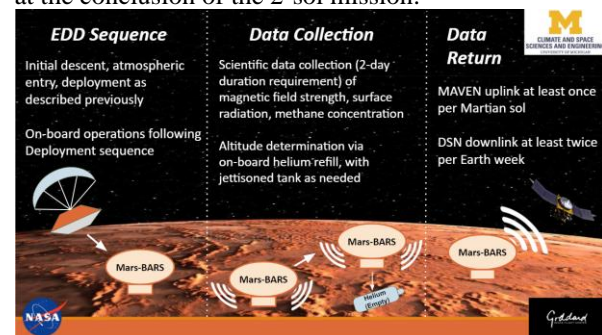 at the conclusion of the 2-sol mission.
EDD Sequence
Initial descent, atmospheric
entry, deployment as
described previously
On-board operations following
Deployment sequence
Mars-BARS
Data Collection
Scientific data collection (2-day
duration requirement) of
magnetic field strength, surface
radiation, methane concentration
Altitude determination via
on-board helium refill, with
jettisoned tank as needed
Mars-BARS
Mars-BARS
Helium
(Empty)
Data
Return
MAVEN uplink at least once
per Martian sol
DSN downlink at least twice
per Earth week
Mars-BARS
M
CLIMATE AND SPACE
SCIENCES AND ENGINEERING
UNIVERSITY OF MICHIGAN
NASA
Goddard